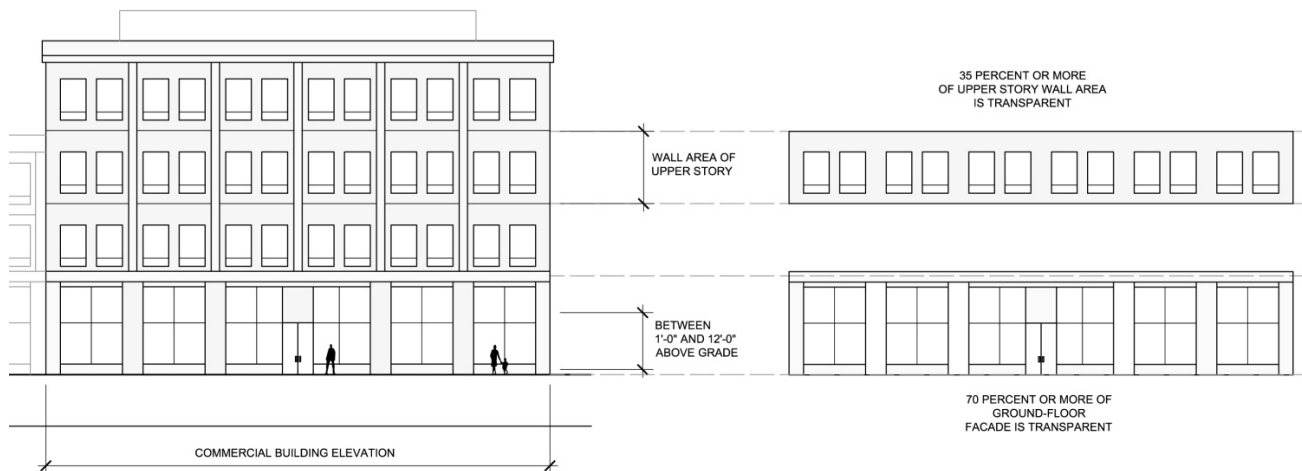 35 PERCENT OR MORE
OF UPPER STORY WALL AREA
IS TRANSPARENT
WALL AREA OF
UPPER STORY
BETWEEN
1'-0" AND 12'-0"
ABOVE GRADE
70 PERCENT OR MORE OF
GROUND-FLOOR
FACADE IS TRANSPARENT
COMMERCIAL BUILDING ELEVATION